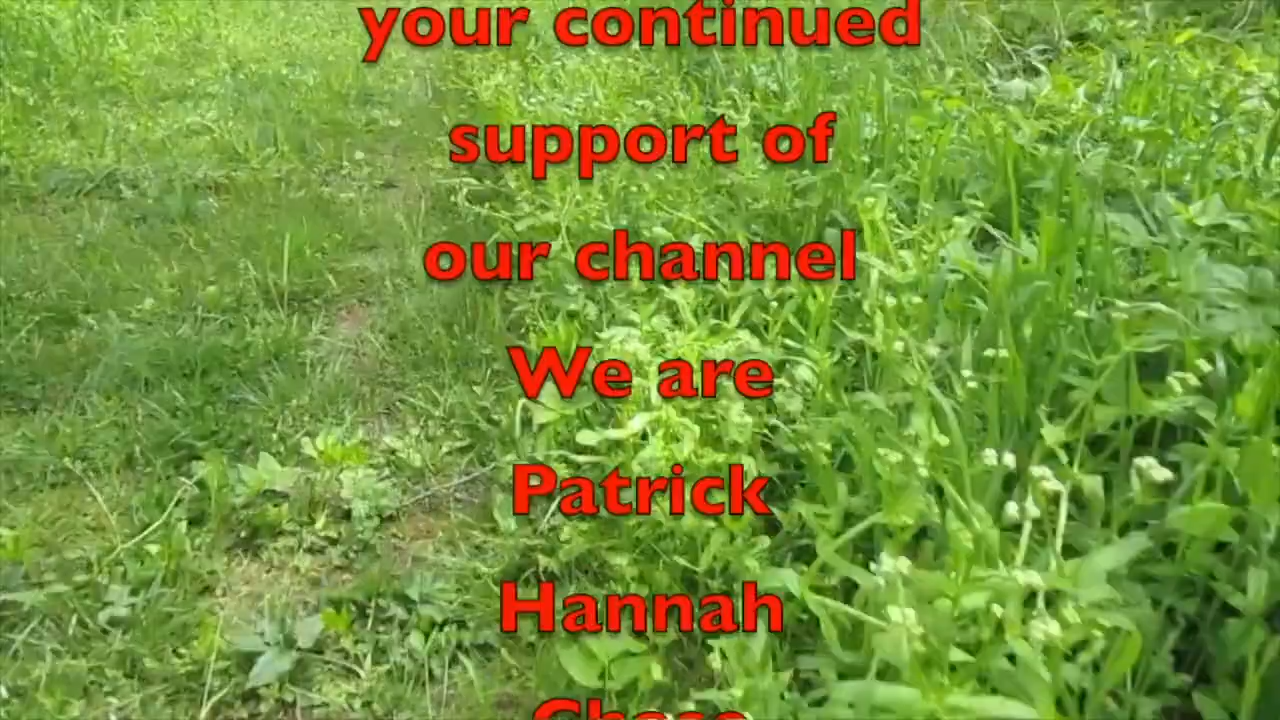 your continued
support of
our channel
We are
Patrick
Hannah